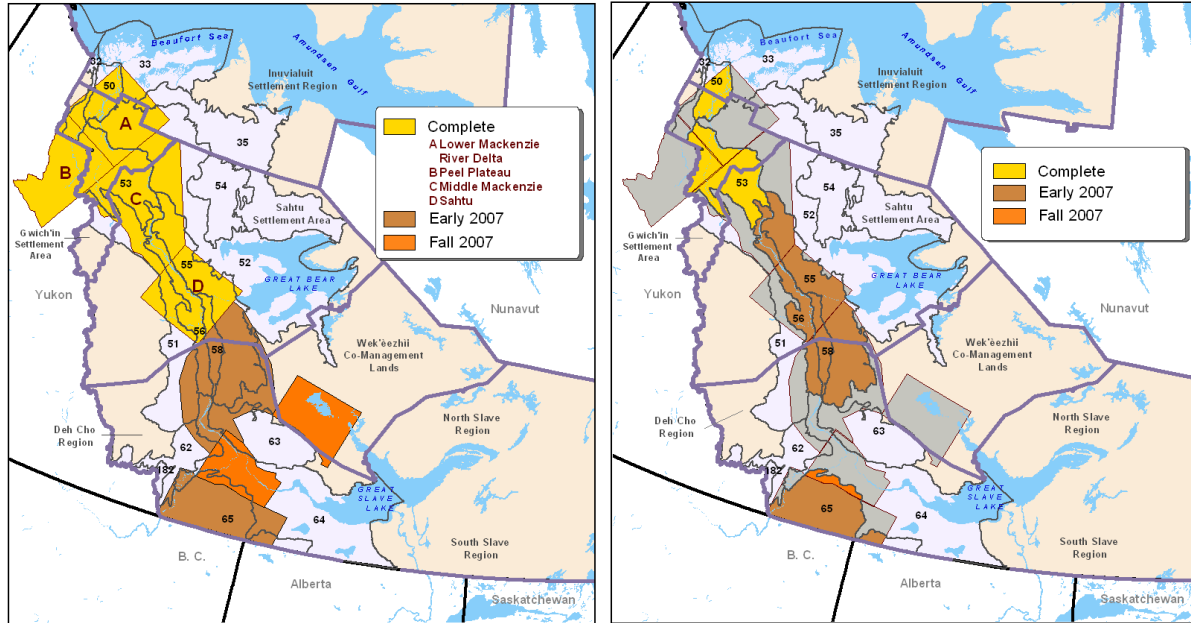 Beaufort Sea
Amundsen Gulf
32
33
Inuvialuit
Settlement Region
50
A
35
B
53
C
54
Sahtu
Settlement Area
Gwich'in
Settlement
Area
52
55
GREAT BEAR
LAKE
D
Yukon
Nunavut
56
51
58
Wek'èezhii
Co-Management
Lands
Deh Cho
Region
North Slave
Region
63
62
182
GREAT
SLAVE
LAKE
65
64
South Slave
Region
B. C.
Alberta
Saskatchewan
Complete
A Lower Mackenzie
River Delta
B Peel Plateau
C Middle Mackenzie
D Sahtu
Early 2007
Fall 2007
Beaufort Sea
Amundsen Gulf
32
33
Inuvialuit
Settlement Region
50
35
53
54
52
Sahtu
Settlement Area
Gwich'in
Settlement
Area
55
GREAT BEAR
LAKE
Yukon
Nunavut
56
51
58
Wek'èezhii
Co-Management
Lands
Deh Cho
Region
North Slave
Region
63
62
182
GREAT
SLAVE
LAKE
65
64
South Slave
Region
B. C.
Alberta
Saskatchewan
Complete
Early 2007
Fall 2007